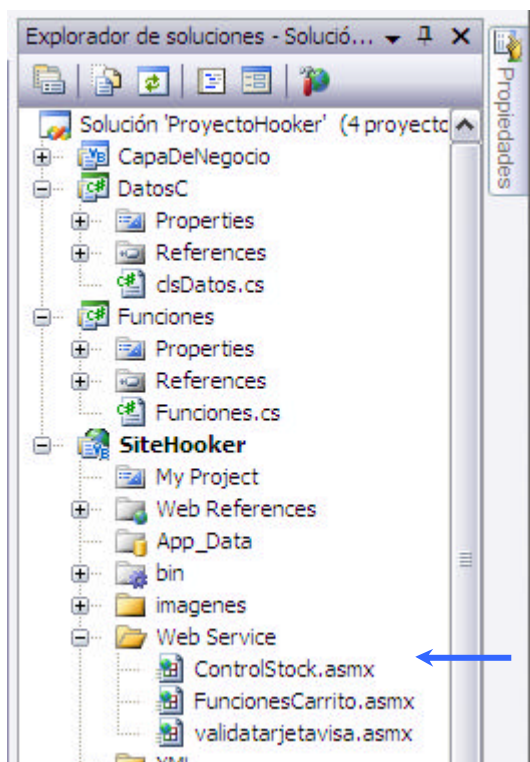 Explorador de soluciones - Solució...
Propiedades
Solución 'ProyectoHooker' (4 proyecto
CapaDeNegocio
DatosC
Properties
References
clsDatos.cs
Funciones
Properties
References
Funciones.cs
SiteHooker
My Project
Web References
App_Data
bin
imagenes
Web Service
ControlStock.asmx
FuncionesCarrito.asmx
validatarjetavisa.asmx